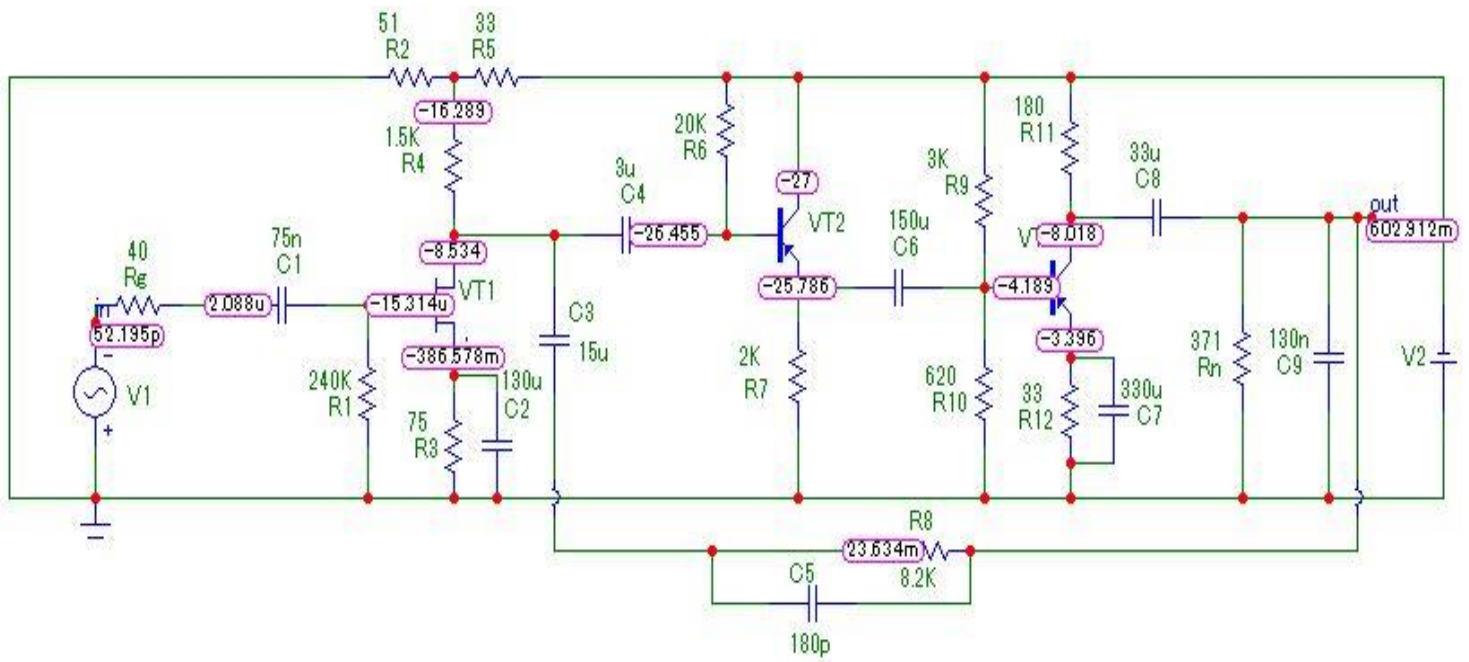 51
R2
33
R5
-16.289
1.5K
R4
20K
R6
3K
R9
180
R11
3u
C4
-27
33u
C8
out
602.912m
-26.455
VT2
150u
C6
-8.018
75n
C1
-8.534
VT1
40
Rg
2.088u
-15.314u
-25.786
-4.189
52.195p
C3
15u
-3.396
371
Rn
130n
C9
V2
-386.578m
130u
C2
2K
R7
620
R10
33
R12
330u
C7
V1
240K
R1
75
R3
R8
23.634m
8.2K
C5
180p